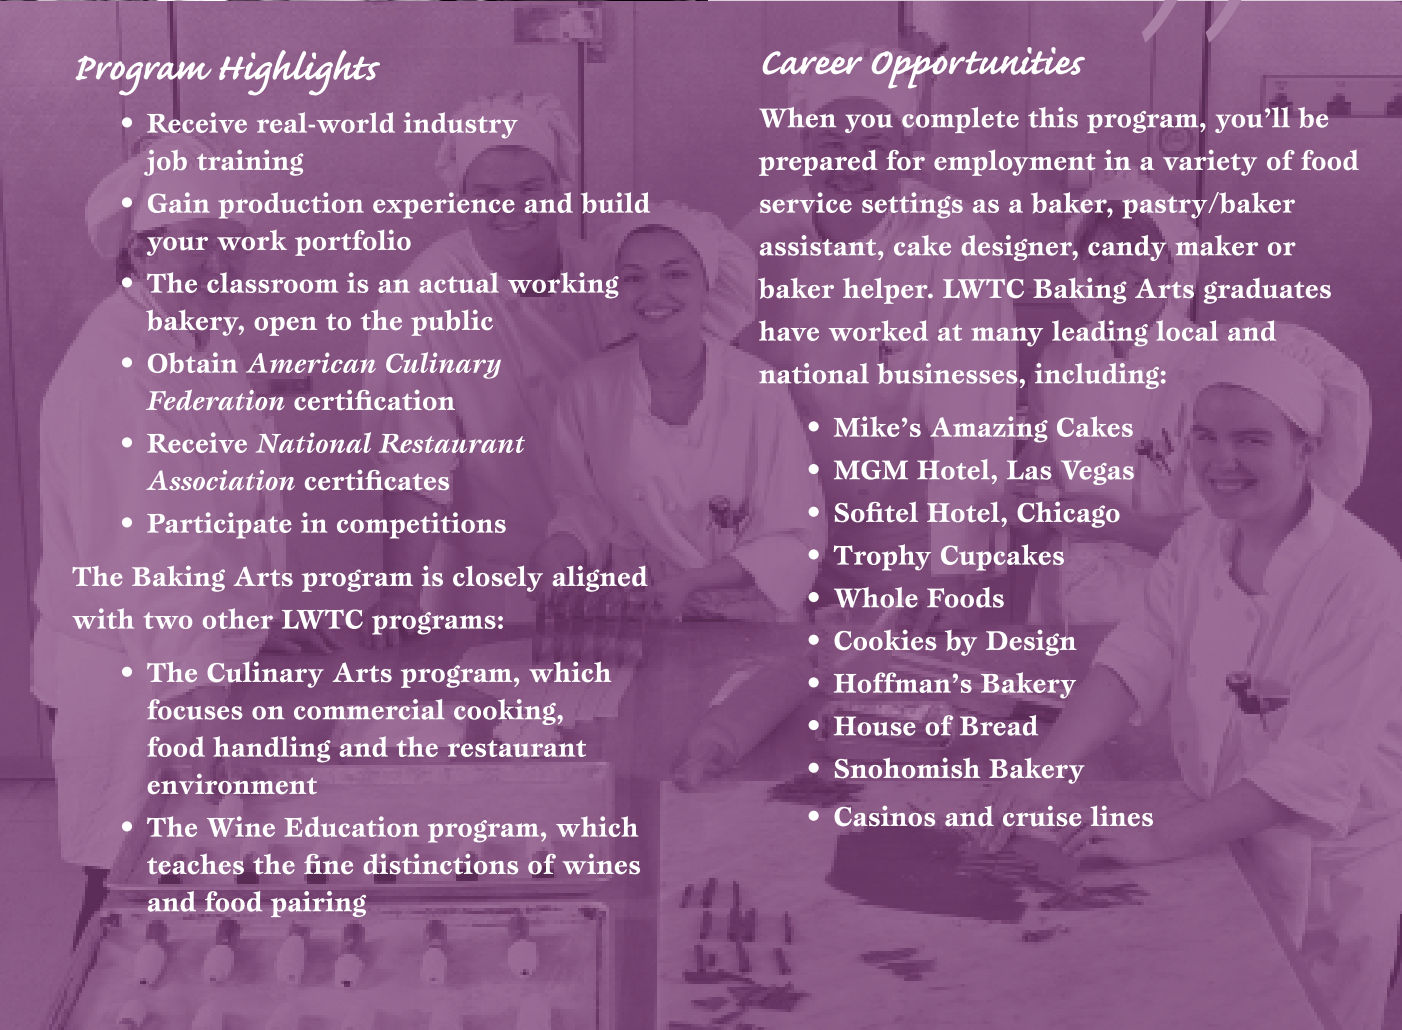 Program Highlights
• Receive real-world industry
job training
• Gain production experience and build
your work portfolio
• The classroom is an actual working
bakery, open to the public
• Obtain American Culinary
Federation certification
• Receive National Restaurant
Association certificates
• Participate in competitions
The Baking Arts program is closely aligned
with two other LWTC programs:
• The Culinary Arts program, which
focuses on commercial cooking,
food handling and the restaurant
environment
• The Wine Education program, which
teaches the fine distinctions of wines
and food pairing
Career Opportunities
When you complete this program, you’ll be
prepared for employment in a variety of food
service settings as a baker, pastry/baker
assistant, cake designer, candy maker or
baker helper. LWTC Baking Arts graduates
have worked at many leading local and
national businesses, including:
• Mike’s Amazing Cakes
• MGM Hotel, Las Vegas
• Sofitel Hotel, Chicago
• Trophy Cupcakes
• Whole Foods
• Cookies by Design
• Hoffman’s Bakery
• House of Bread
• Snohomish Bakery
• Casinos and cruise lines